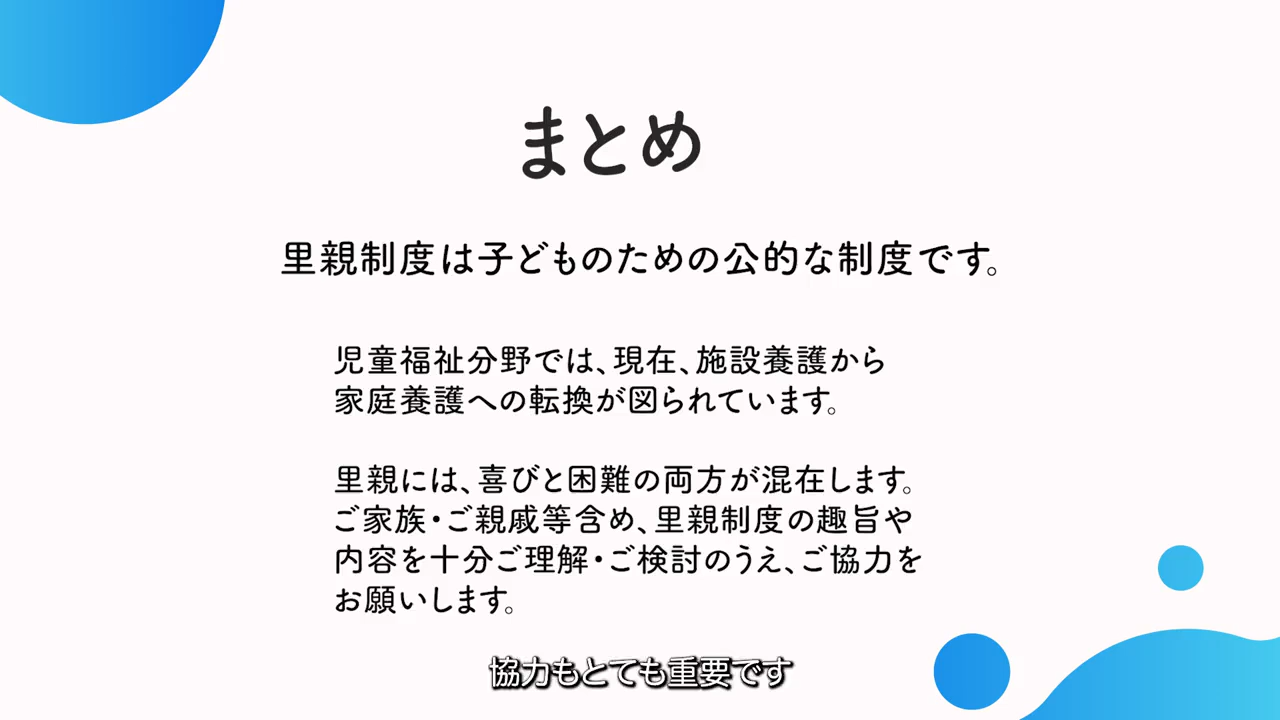 まとめ
里親制度は子どものための公的な制度です。
児童福祉分野では、現在、施設養護から
家庭養護への転換が図られています。
里親には、喜びと困難の両方が混在します。
ご家族・ご親戚等含め、里親制度の趣旨や
内容を十分ご理解・ご検討のうえ、ご協力を
お願いします。
協力もとても重要です